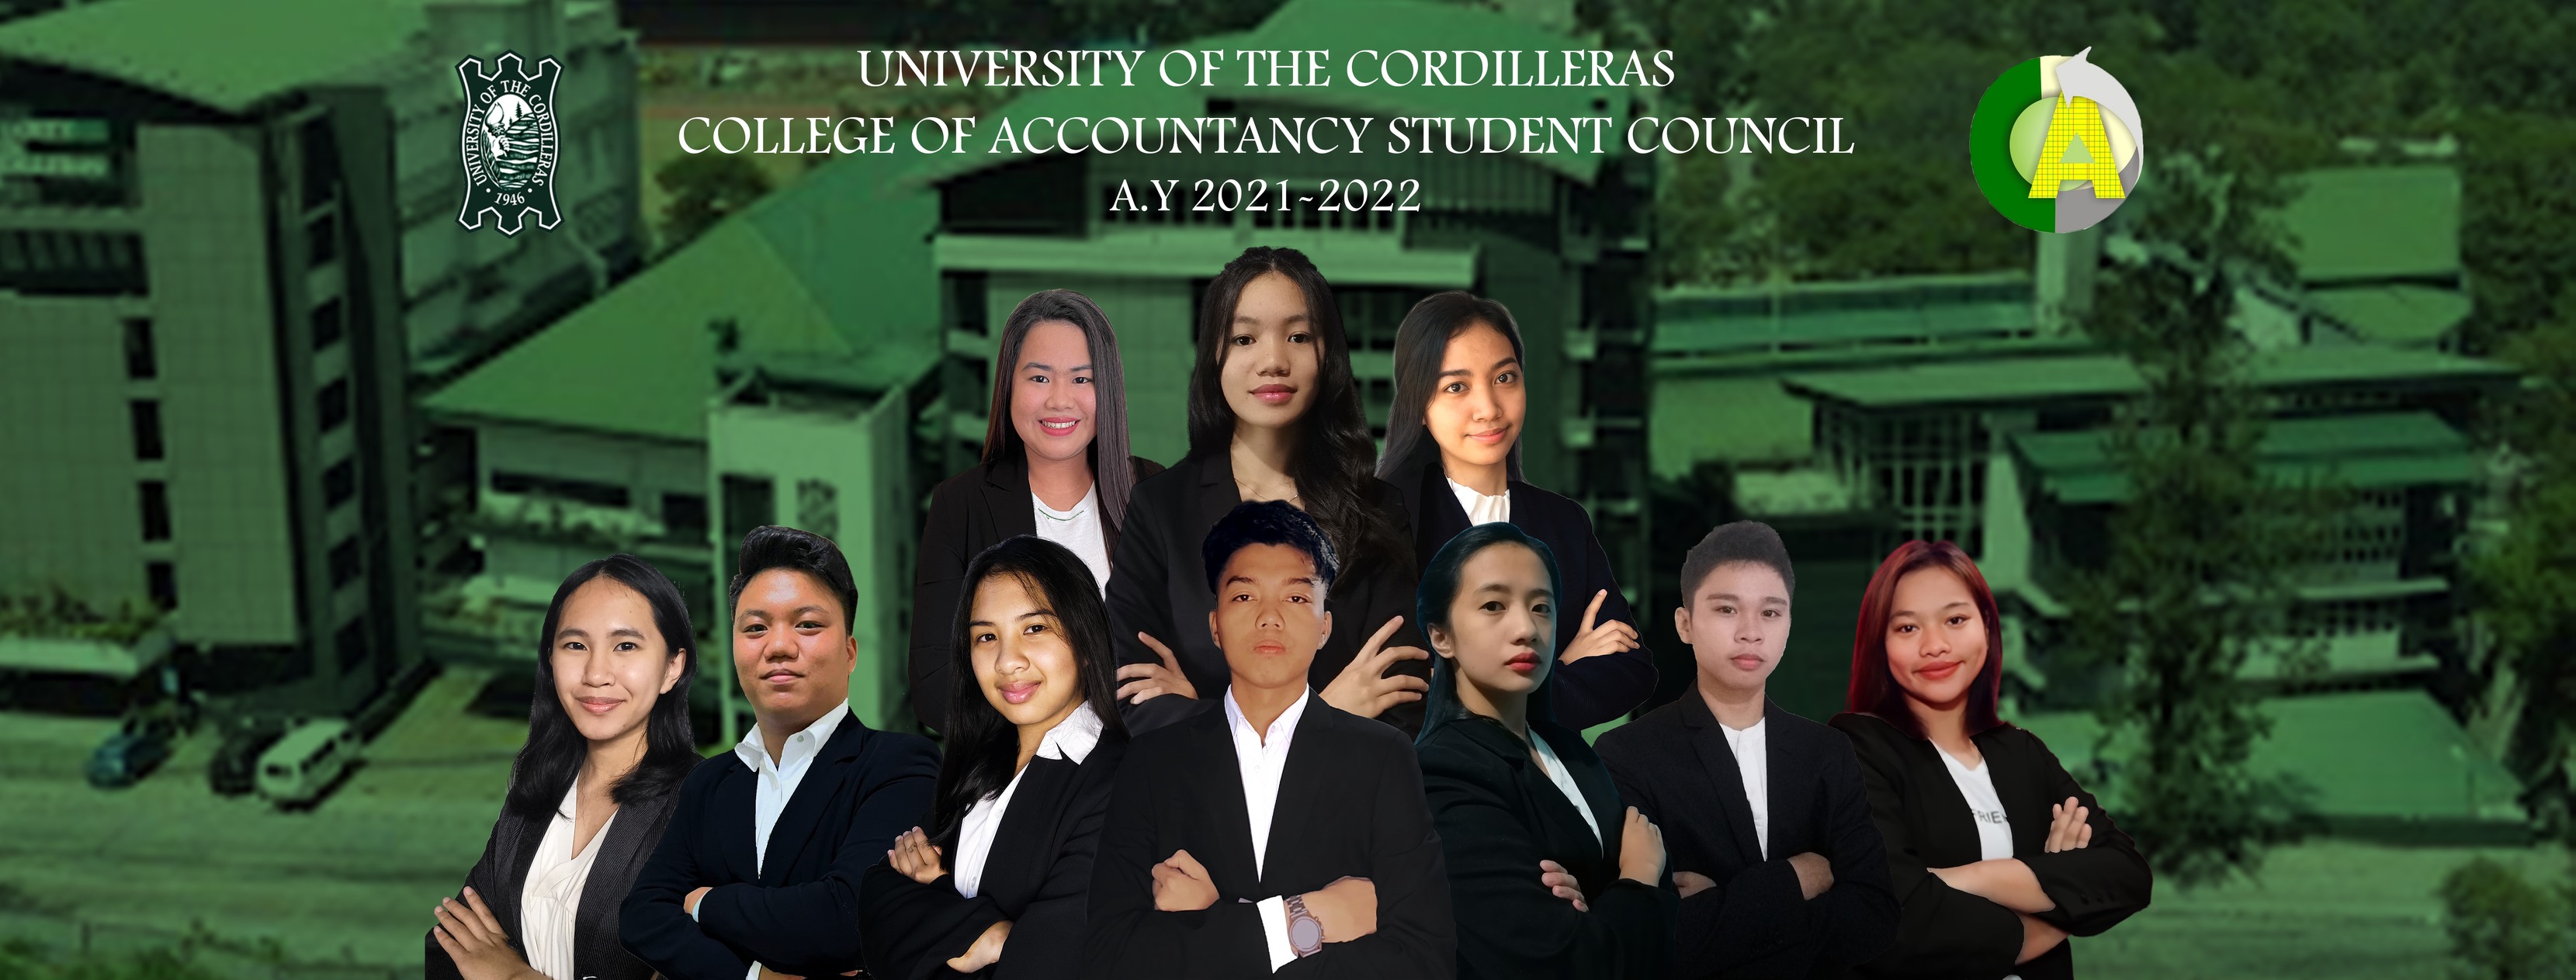 UNIVERSITY OF THE CORDILLERAS
COLLEGE OF ACCOUNTANCY STUDENT COUNCIL
A.Y 2021~2022
UNIVERSITY OF THE CORDILLERAS
1946
A